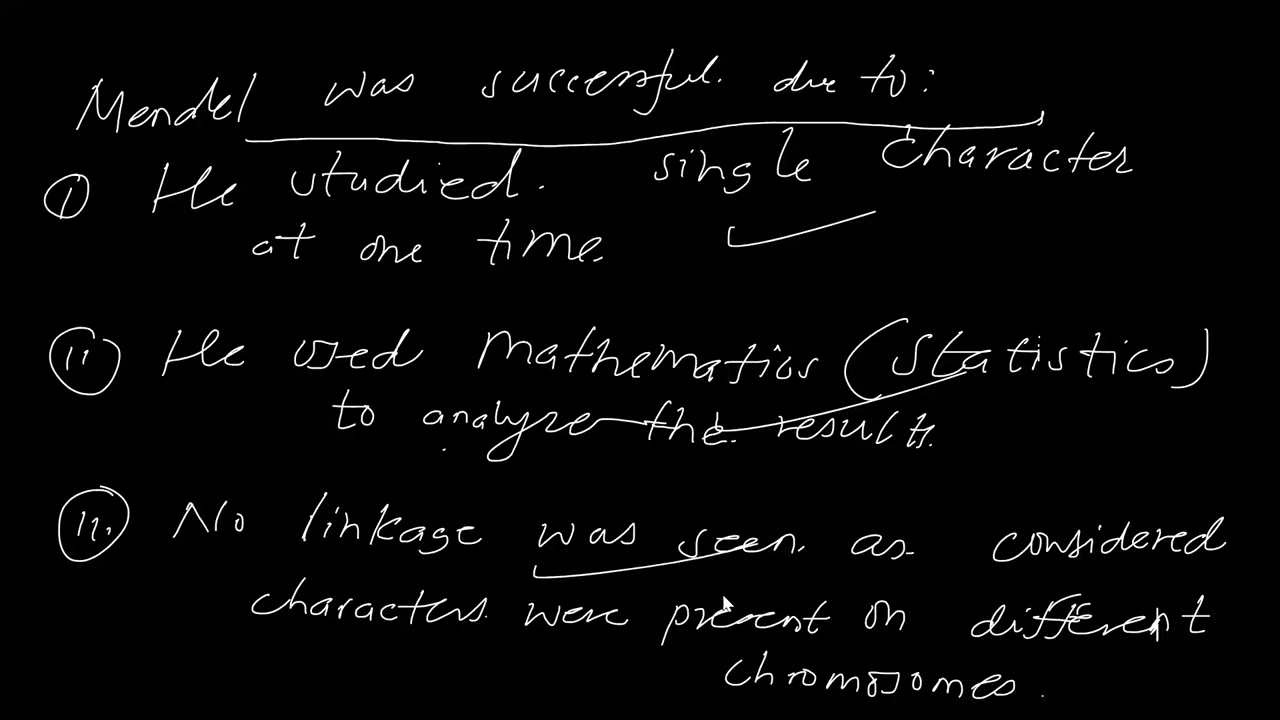 Mendel was successful due to:
(i) He studied single character
at one time.
(ii) He used Mathematics (Statistics)
to analyze the results.
(iii) No linkage was seen as considered
characters were present on different
chromosomes.